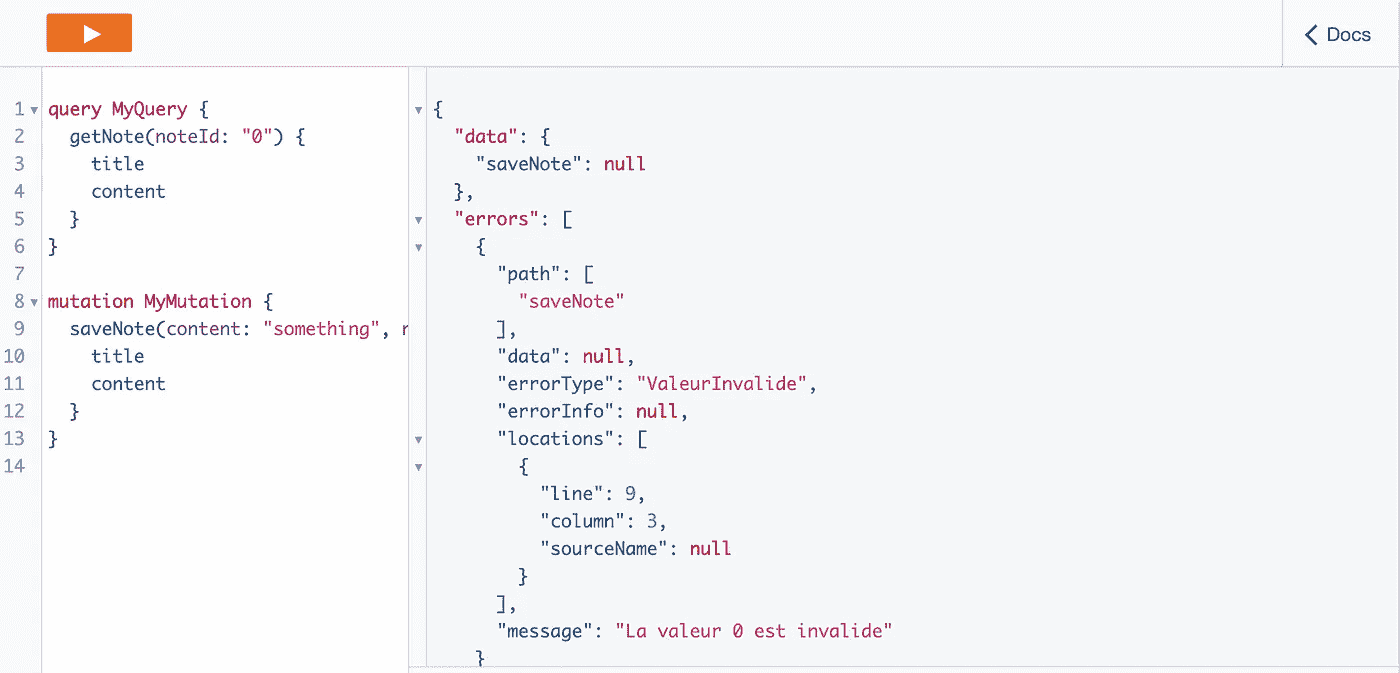 Docs
1 query MyQuery {
2   getNote(noteId: "0") {
3     title
4     content
5   }
6 }
7
8 mutation MyMutation {
9   saveNote(content: "something",
10     title
11     content
12   }
13 }
14
{
  "data": {
    "saveNote": null
  },
  "errors": [
    {
      "path": [
        "saveNote"
      ],
      "data": null,
      "errorType": "ValeurInvalide",
      "errorInfo": null,
      "locations": [
        {
          "line": 9,
          "column": 3,
          "sourceName": null
        }
      ],
      "message": "La valeur 0 est invalide"
    }